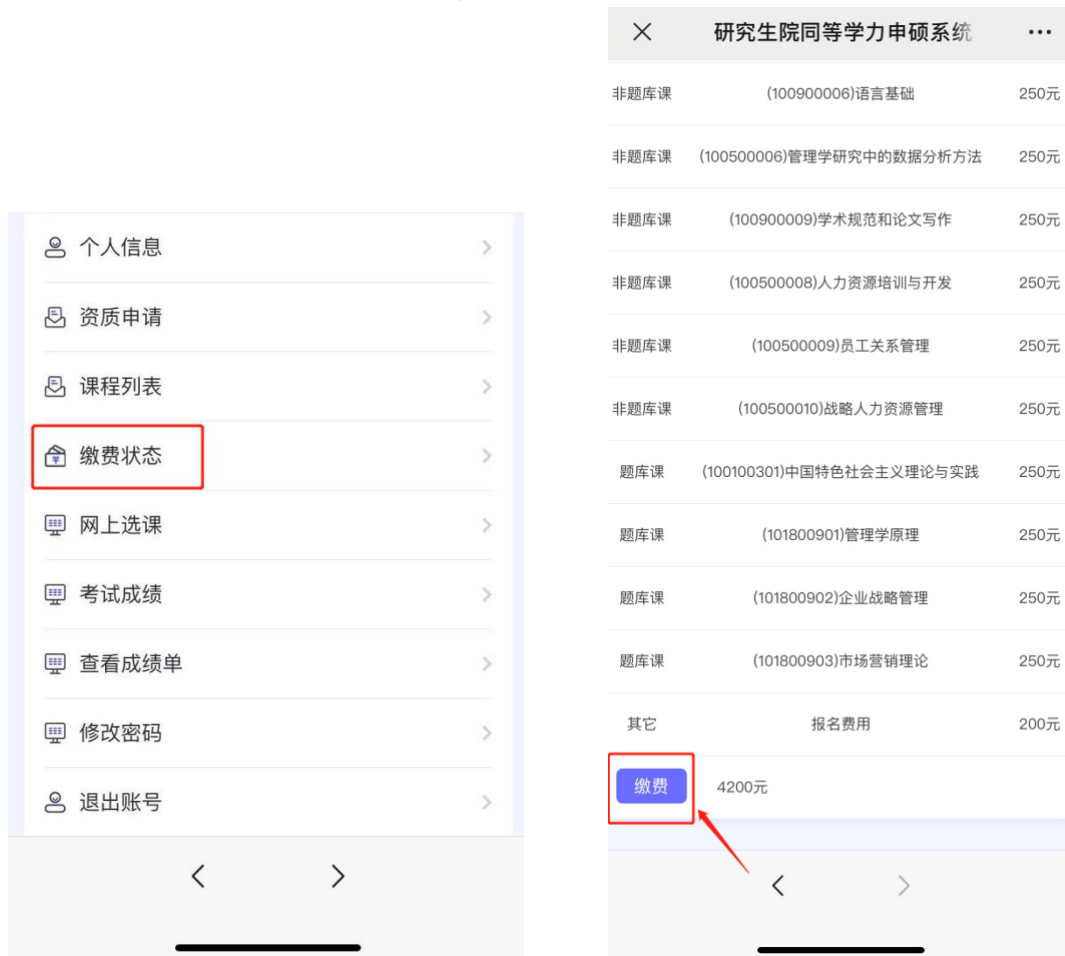 个人信息
资质申请
课程列表
缴费状态
网上选课
考试成绩
查看成绩单
修改密码
退出账号
研究生院同等学力申硕系统
非题库课 (100900006)语言基础 250元
非题库课 (100500006)管理学研究中的数据分析方法 250元
非题库课 (100900009)学术规范和论文写作 250元
非题库课 (100500008)人力资源培训与开发 250元
非题库课 (100500009)员工关系管理 250元
非题库课 (100500010)战略人力资源管理 250元
题库课 (100100301)中国特色社会主义理论与实践 250元
题库课 (101800901)管理学原理 250元
题库课 (101800902)企业战略管理 250元
题库课 (101800903)市场营销理论 250元
其它 报名费用 200元
缴费 4200元